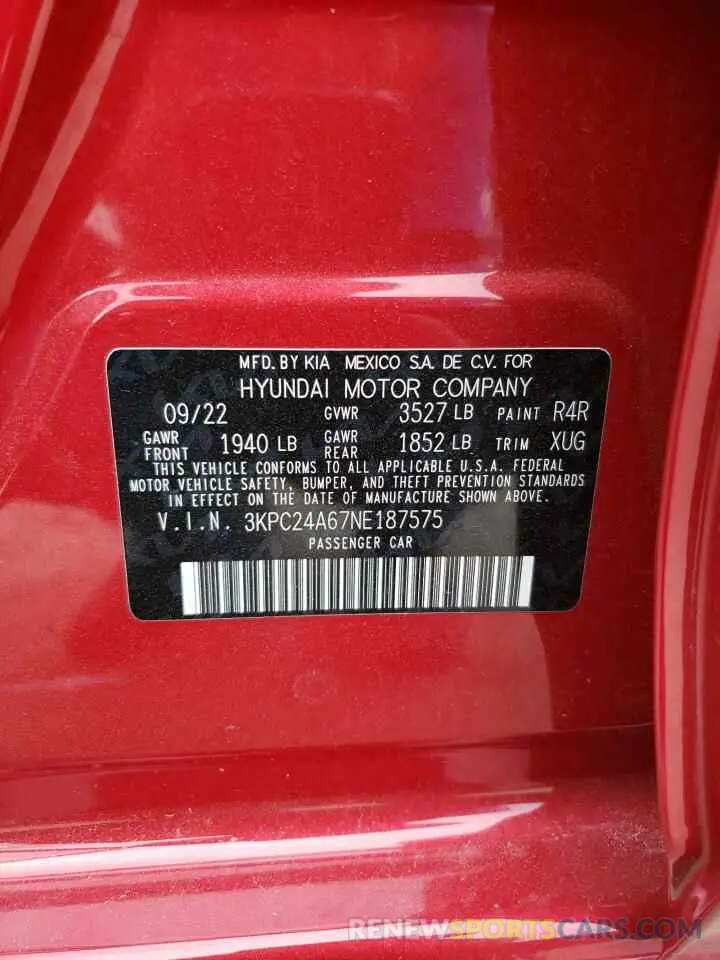 MFD. BY KIA MEXICO S.A. DE C.V. FOR
HYUNDAI MOTOR COMPANY
09/22 GVWR 3527 LB PAINT R4R
GAWR FRONT 1940 LB GAWR REAR 1852 LB TRIM XUG
THIS VEHICLE CONFORMS TO ALL APPLICABLE U.S.A. FEDERAL
MOTOR VEHICLE SAFETY, BUMPER, AND THEFT PREVENTION STANDARDS
IN EFFECT ON THE DATE OF MANUFACTURE SHOWN ABOVE.
V.I.N. 3KPC24A67NE187575
PASSENGER CAR
RENEWSPORTSCARS.COM